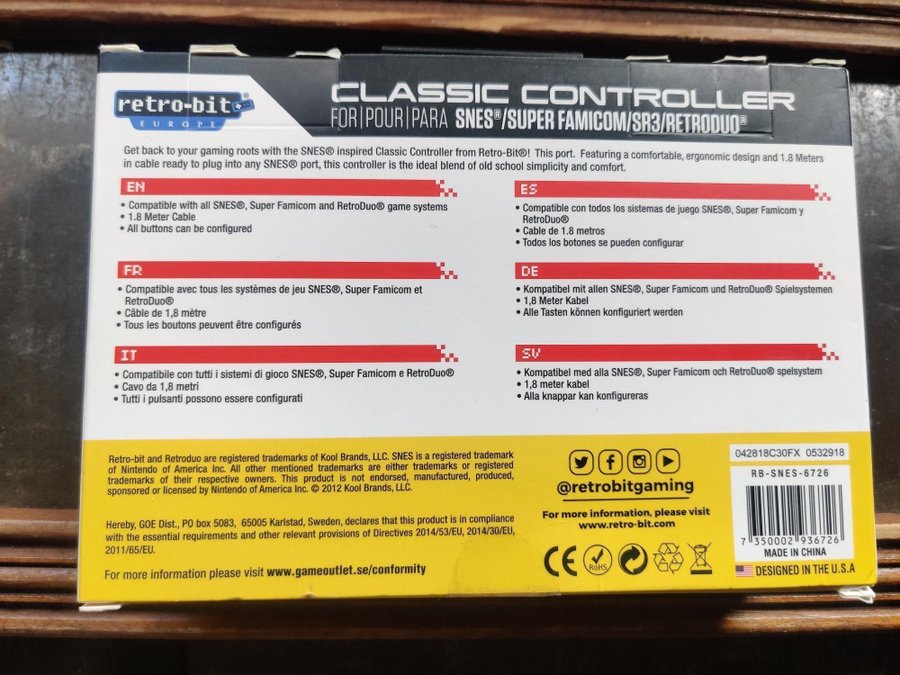 retro-bit
EUROPE
CLASSIC CONTROLLER
FOR|POUR|PARA SNES®/SUPER FAMICOM/SR3/RETRODUO®
Get back to your gaming roots with the SNES® inspired Classic Controller from Retro-Bit®! This port. Featuring a comfortable, ergonomic design and 1.8 Meters
in cable ready to plug into any SNES® port, this controller is the ideal blend of old school simplicity and comfort.
EN
• Compatible with all SNES®, Super Famicom and RetroDuo® game systems
• 1.8 Meter Cable
• All buttons can be configured
ES
• Compatible con todos los sistemas de juego SNES®, Super Famicom y
RetroDuo®
• Cable de 1.8 metros
• Todos los botones se pueden configurar
FR
• Compatible avec tous les systèmes de jeu SNES®, Super Famicom et
RetroDuo®
• Câble de 1,8 mètre
• Tous les boutons peuvent être configurés
DE
• Kompatibel mit allen SNES®, Super Famicom und RetroDuo® Spielsystemen
• 1,8 Meter Kabel
• Alle Tasten können konfiguriert werden
IT
• Compatibile con tutti i sistemi di gioco SNES®, Super Famicom e RetroDuo®
• Cavo da 1,8 metri
• Tutti i pulsanti possono essere configurati
SV
• Kompatibel med alla SNES®, Super Famicom och RetroDuo® spelsystem
• 1,8 meter kabel
• Alla knappar kan konfigureras
Retro-bit and Retroduo are registered trademarks of Kool Brands, LLC. SNES is a registered trademark
of Nintendo of America Inc. All other mentioned trademarks are either trademarks or registered
trademarks of their respective owners. This product is not endorsed, manufactured, produced,
sponsored or licensed by Nintendo of America Inc. © 2012 Kool Brands, LLC.
Hereby, GOE Dist., PO box 5083, 65005 Karlstad, Sweden, declares that this product is in compliance
with the essential requirements and other relevant provisions of Directives 2014/53/EU, 2014/30/EU,
2011/65/EU.
For more information please visit www.gameoutlet.se/conformity
@retrobitgaming
For more information, please visit
www.retro-bit.com
CE
RoHS
042818C30FX 0532918
RB-SNES-6726
7 350002 936726
MADE IN CHINA
DESIGNED IN THE U.S.A